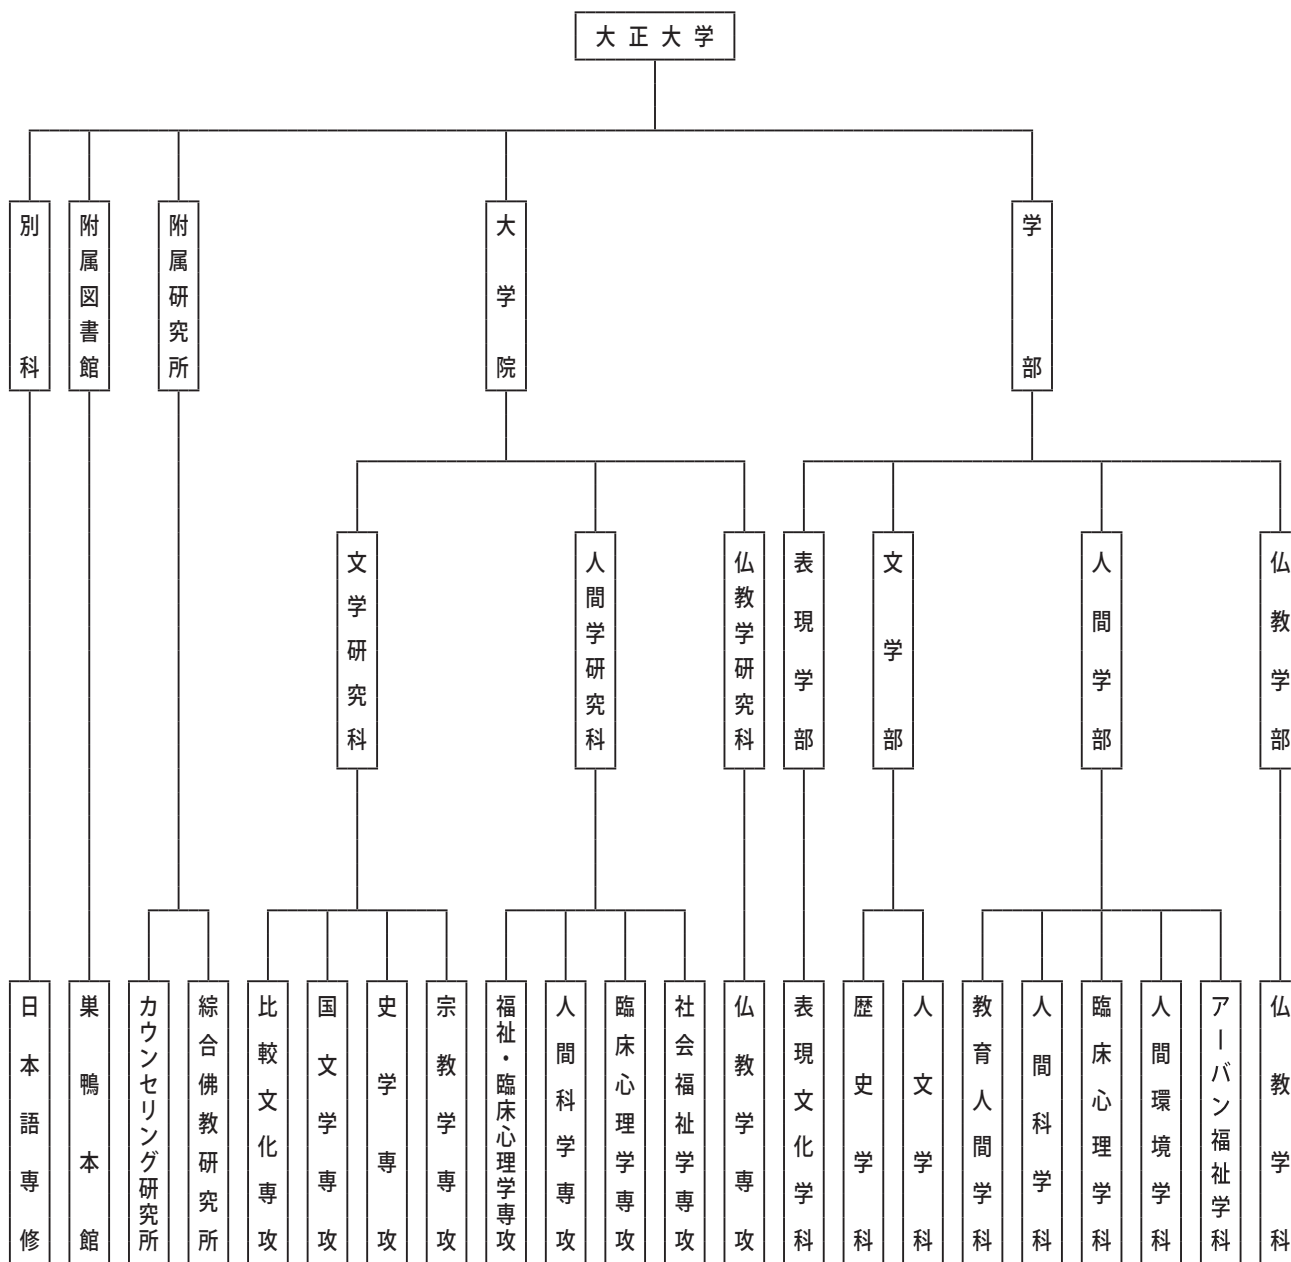 大正大学
学部
大学院
附属研究所
附属図書館
別科
仏教学部
人間学部
文学部
表現学部
仏教学研究科
人間学研究科
文学研究科
仏教学科
アーバン福祉学科
人間環境学科
臨床心理学科
人間科学科
教育人間学科
人文学科
歴史学科
表現文化学科
仏教学専攻
社会福祉学専攻
臨床心理学専攻
人間科学専攻
福祉・臨床心理学専攻
宗教学専攻
史学専攻
国文学専攻
比較文化専攻
綜合佛教研究所
カウンセリング研究所
巣鴨本館
日本語専修